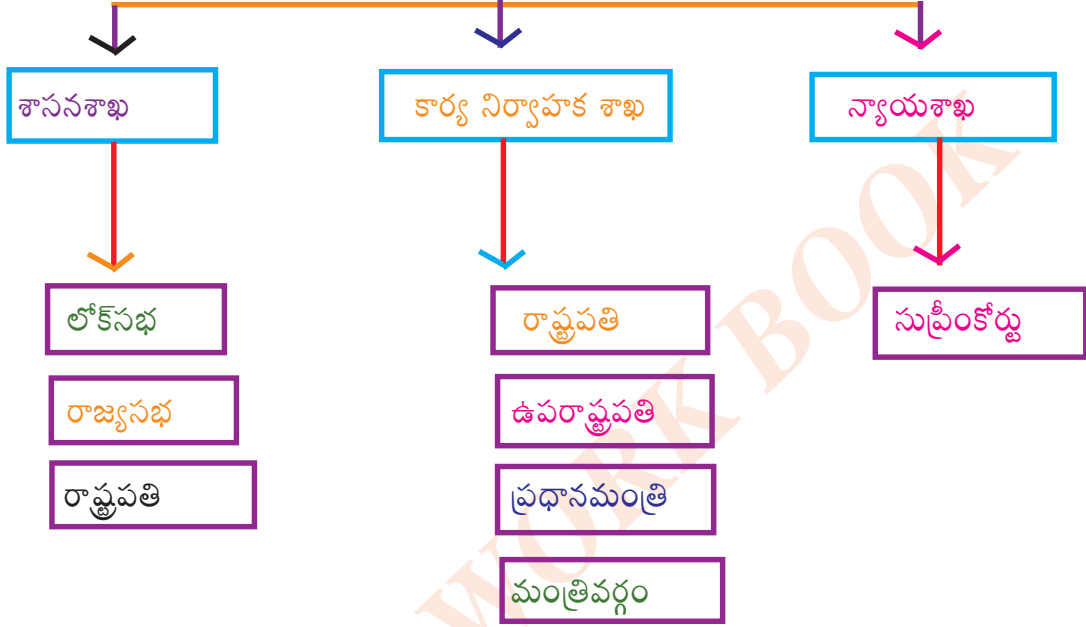 శాసనశాఖ
కార్య నిర్వాహక శాఖ
న్యాయశాఖ
లోక్‌సభ
రాష్ట్రపతి
సుప్రీంకోర్టు
రాజ్యసభ
ఉపరాష్ట్రపతి
రాష్ట్రపతి
ప్రధానమంత్రి
మంత్రివర్గం
WORK BOOK